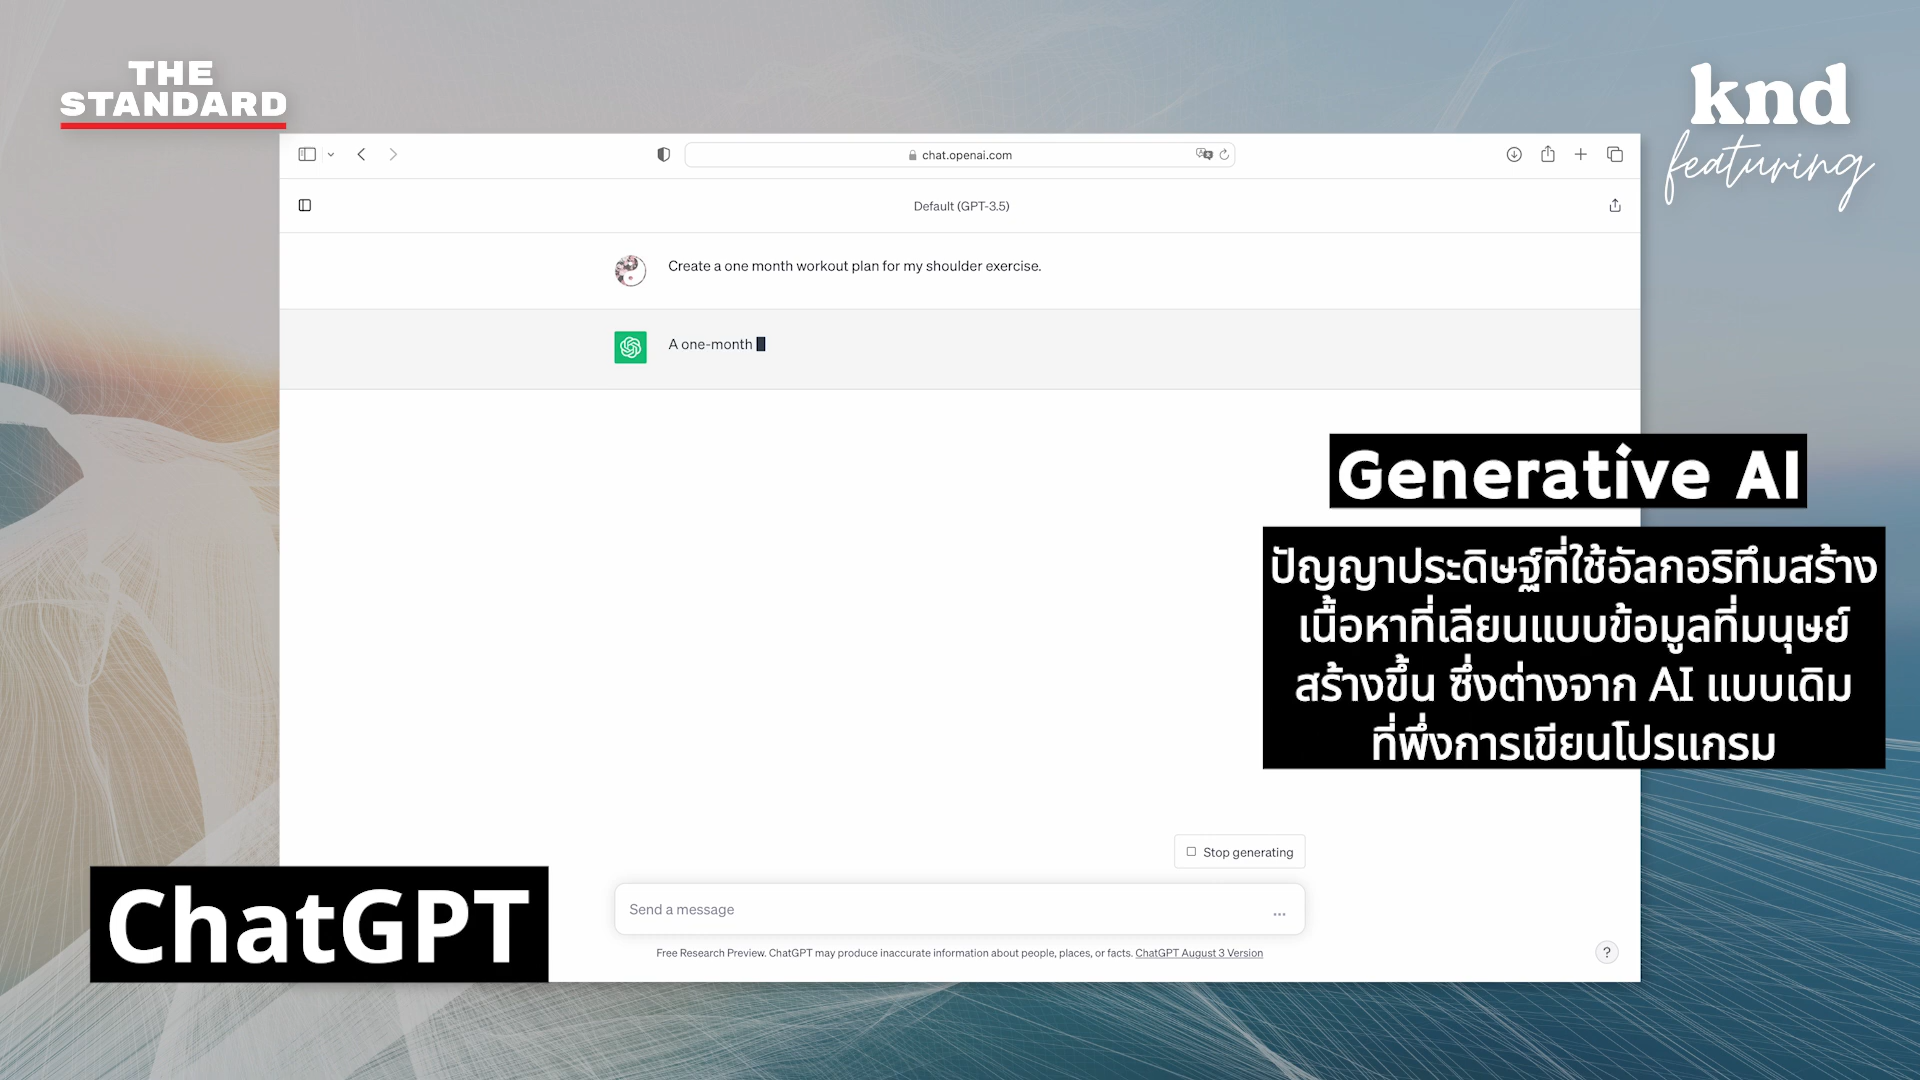 THE
STANDARD
knd
featuring
chat.openai.com
Default (GPT-3.5)
Create a one month workout plan for my shoulder exercise.
A one-month
Generative AI
ปัญญาประดิษฐ์ที่ใช้อัลกอริทึมสร้าง
เนื้อหาที่เลียนแบบข้อมูลที่มนุษย์
สร้างขึ้น ซึ่งต่างจาก AI แบบเดิม
ที่พึ่งการเขียนโปรแกรม
Stop generating
ChatGPT
Send a message
Free Research Preview. ChatGPT may produce inaccurate information about people, places, or facts. ChatGPT August 3 Version
?